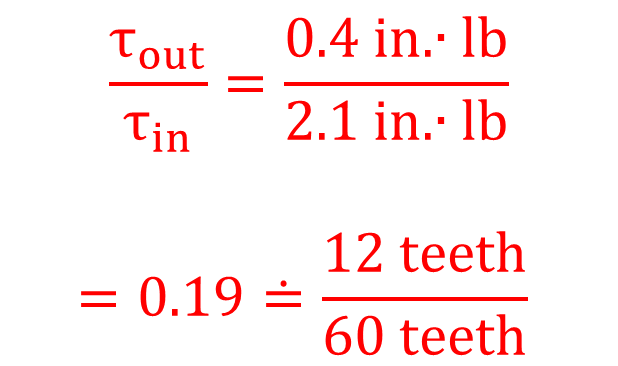 τout / τin = 0.4 in.· lb / 2.1 in.· lb
= 0.19 ≐ 12 teeth / 60 teeth